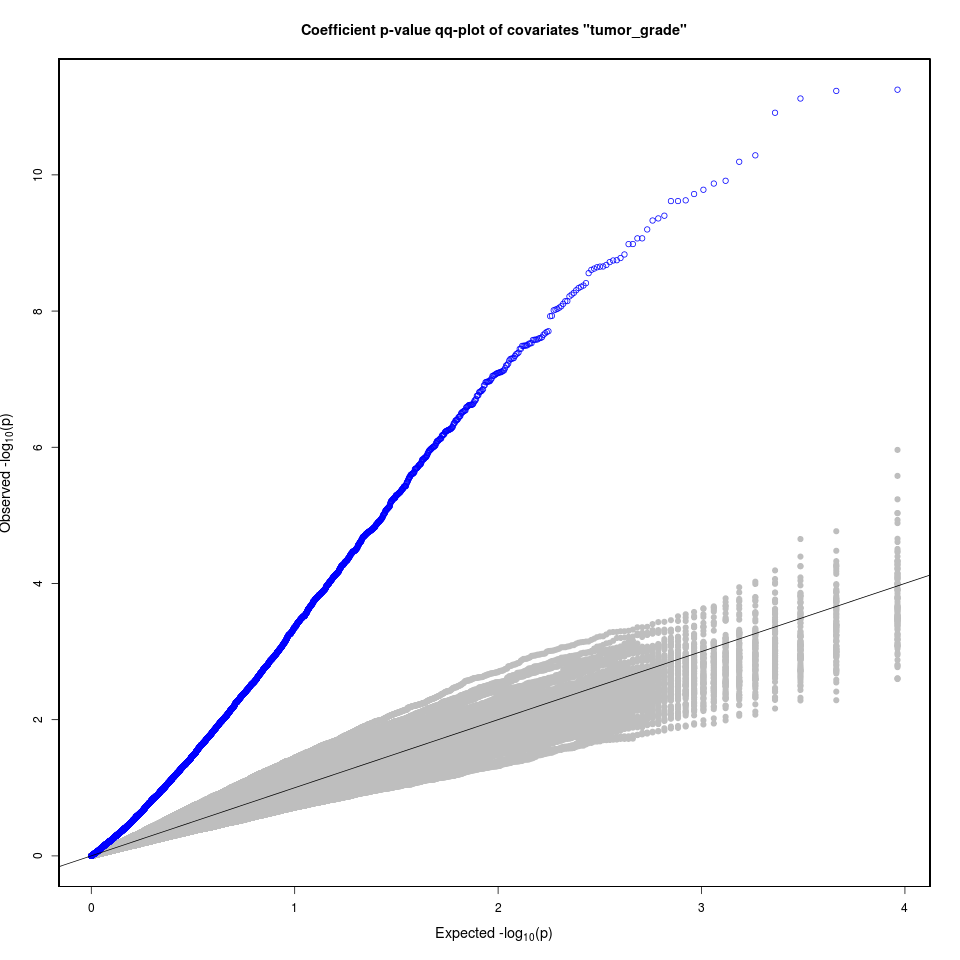 Coefficient p-value qq-plot of covariates "tumor_grade"
Observed -log10(p)
10
8
6
4
2
0
0 1 2 3 4
Expected -log10(p)